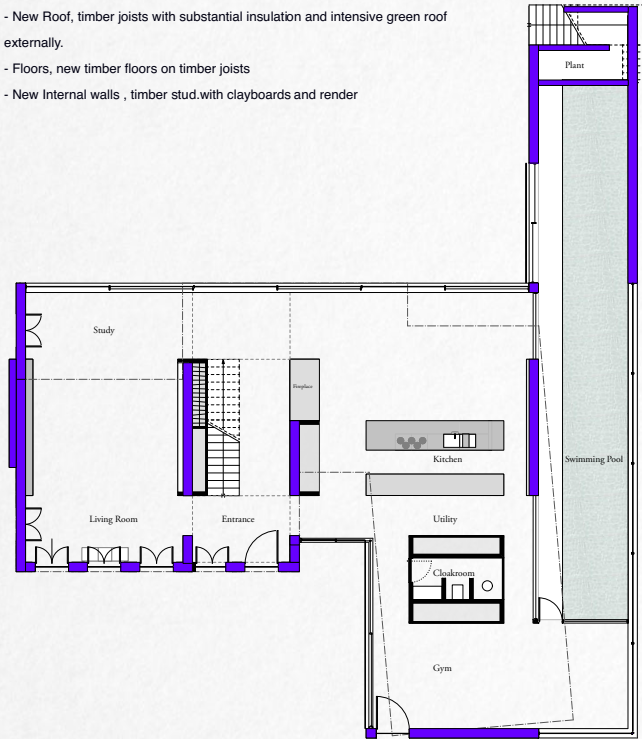 - New Roof, timber joists with substantial insulation and intensive green roof
externally.
- Floors, new timber floors on timber joists
- New Internal walls , timber stud.with clayboards and render
Plant
Study
Fireplace
Swimming Pool
Kitchen
Living Room
Entrance
Utility
Cloakroom
Gym